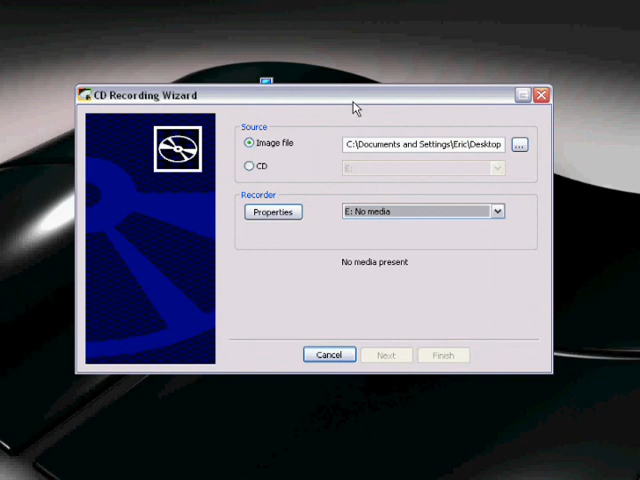 CD Recording Wizard
Source
Image file
C:\Documents and Settings\Eric\Desktop
...
CD
E:
Recorder
Properties
E: No media
No media present
Cancel
Next
Finish